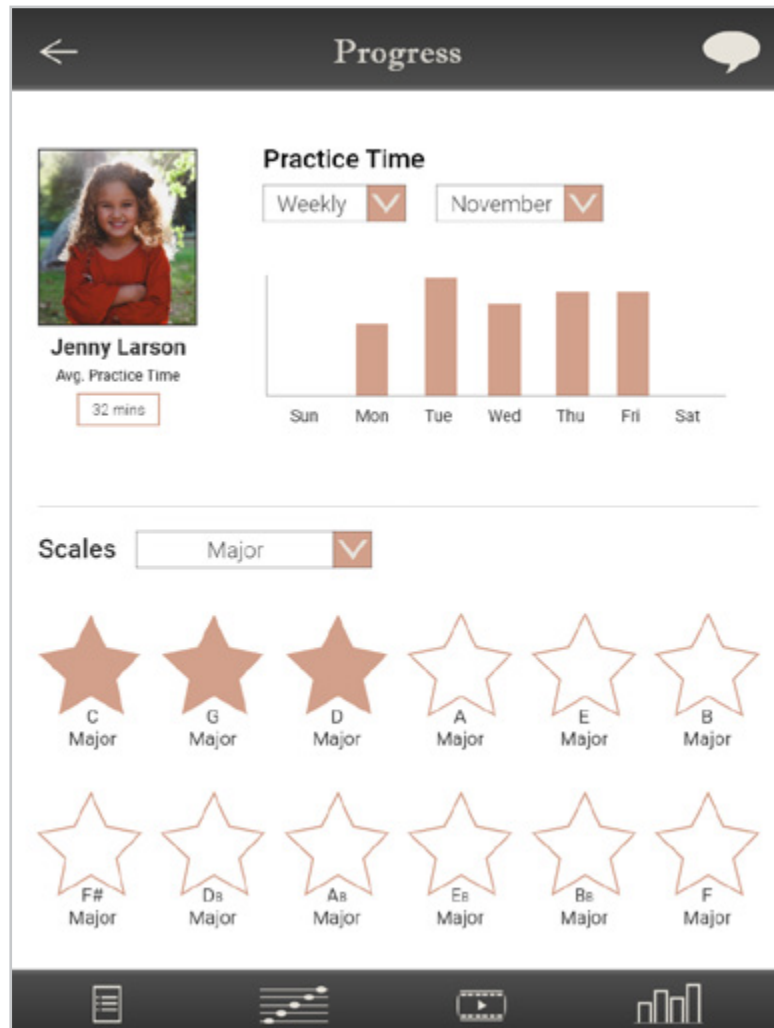 Progress
Practice Time
Weekly November
Jenny Larson
Avg. Practice Time
32 mins
Sun Mon Tue Wed Thu Fri Sat
Scales Major
C G D A E B
Major Major Major Major Major Major
F# DB AB EB BB F
Major Major Major Major Major Major